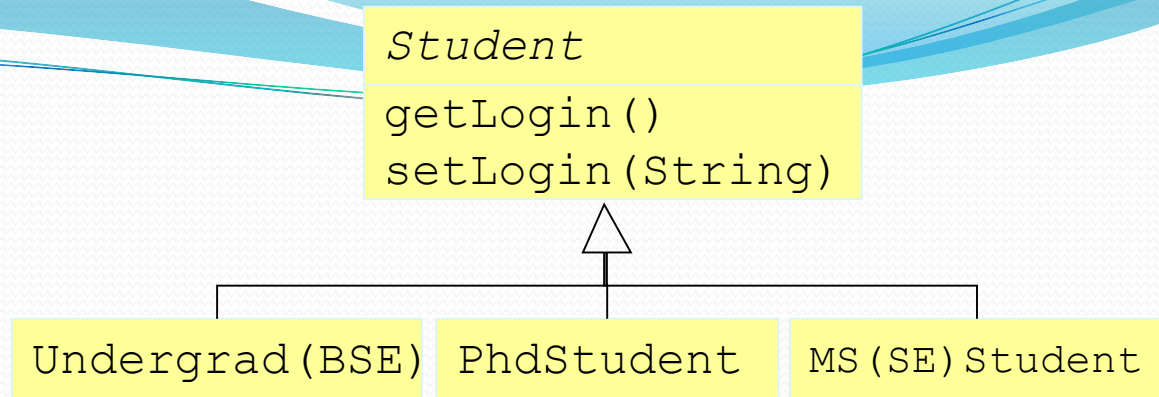 Student
getLogin()
setLogin(String)
Undergrad(BSE) PhdStudent MS(SE)Student